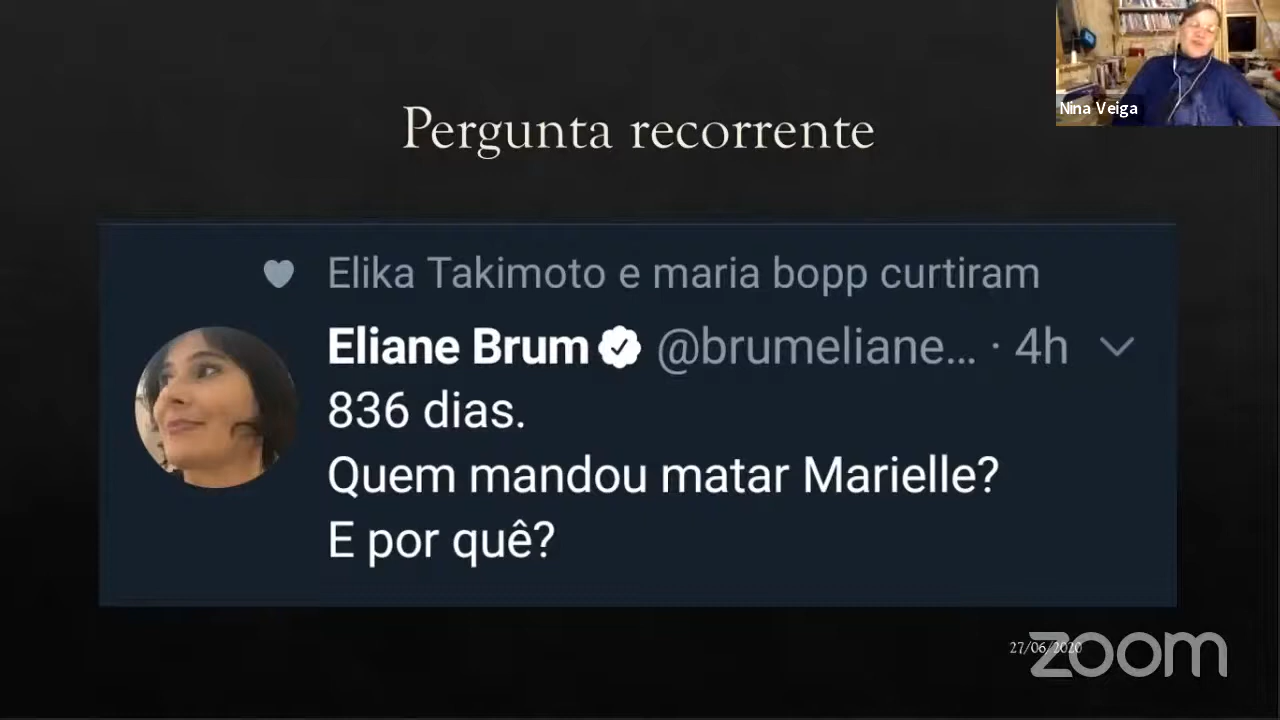 Nina Veiga
Pergunta recorrente
Elika Takimoto e maria bopp curtiram
Eliane Brum @brumeliane... · 4h
836 dias.
Quem mandou matar Marielle?
E por quê?
27/06/2020
zoom